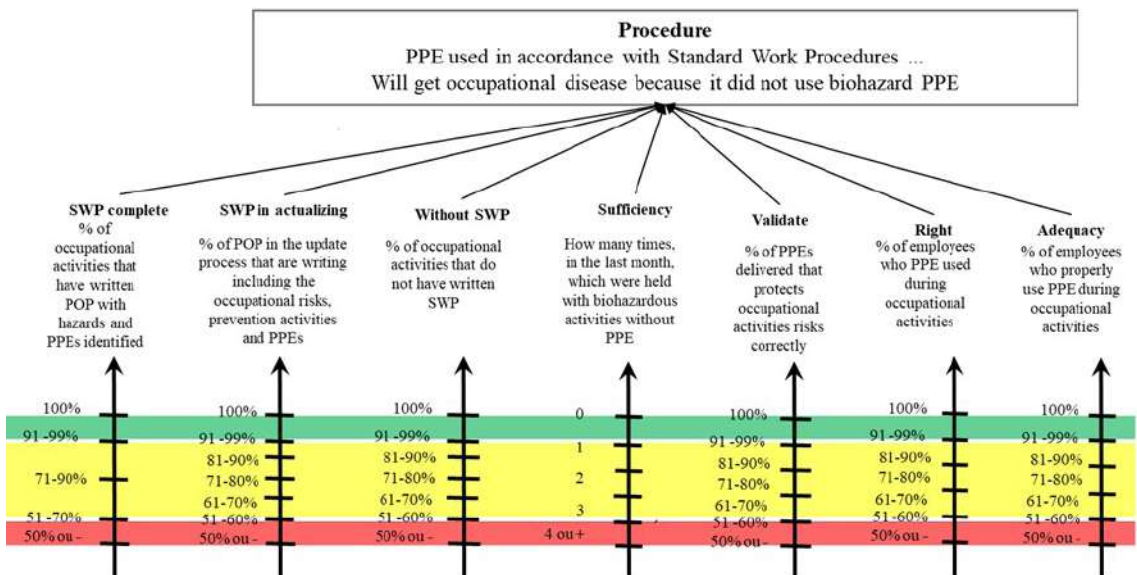 Procedure
PPE used in accordance with Standard Work Procedures ...
Will get occupational disease because it did not use biohazard PPE
SWP complete
% of
occupational
activities that
have written
POP with
hazards and
PPEs identified
SWP in actualizing
% of POP in the update
process that are writing
including the
occupational risks,
prevention activities
and PPEs
Without SWP
% of occupational
activities that do
not have written
SWP
Sufficiency
How many times,
in the last month,
which were held
with biohazardous
activities without
PPE
Validate
% of PPEs
delivered that
protects
occupational
activities risks
correctly
Right
% of employees
who PPE used
during
occupational
activities
Adequacy
% of employees
who properly
use PPE during
occupational
activities
100%
91-99%
71-90%
51-70%
50% ou -
100%
91-99%
81-90%
71-80%
61-70%
51-60%
50% ou -
100%
91-99%
81-90%
71-80%
61-70%
51-60%
50% ou -
0
1
2
3
4 ou +
100%
91-99%
81-90%
71-80%
61-70%
51-60%
50% ou -
100%
91-99%
81-90%
71-80%
61-70%
51-60%
50% ou -
100%
91-99%
81-90%
71-80%
61-70%
51-60%
50% ou -